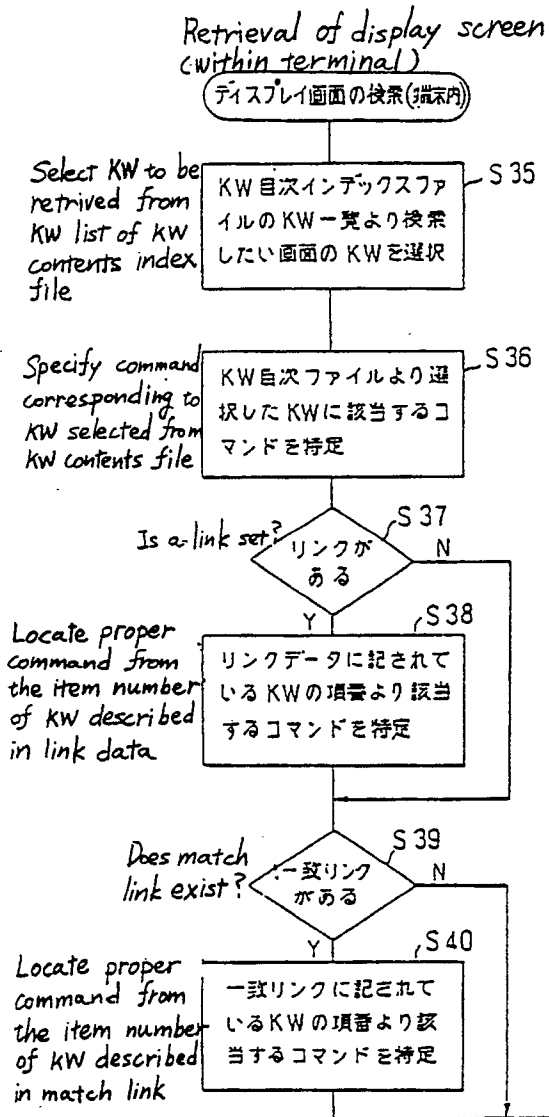 Retrieval of display screen
(within terminal)
ディスプレイ画面の検索(端末内)
Select KW to be
retrived from
KW list of KW
contents index
file
KW目次インデックスファ
イルのKW一覧より検索
したい画面のKWを選択
S35
Specify command
corresponding to
KW selected from
KW contents file
KW目次ファイルより選
択したKWに該当するコ
マンドを特定
S36
Is a link set?
リンクが
ある
S37
N
Y
Locate proper
command from
the item number
of KW described
in link data
リンクデータに記されて
いるKWの項番より該当
するコマンドを特定
S38
Does match
link exist?
一致リンク
がある
S39
N
Y
Locate proper
command from
the item number
of KW described
in match link
一致リンクに記されて
いるKWの項番より該
当するコマンドを特定
S40